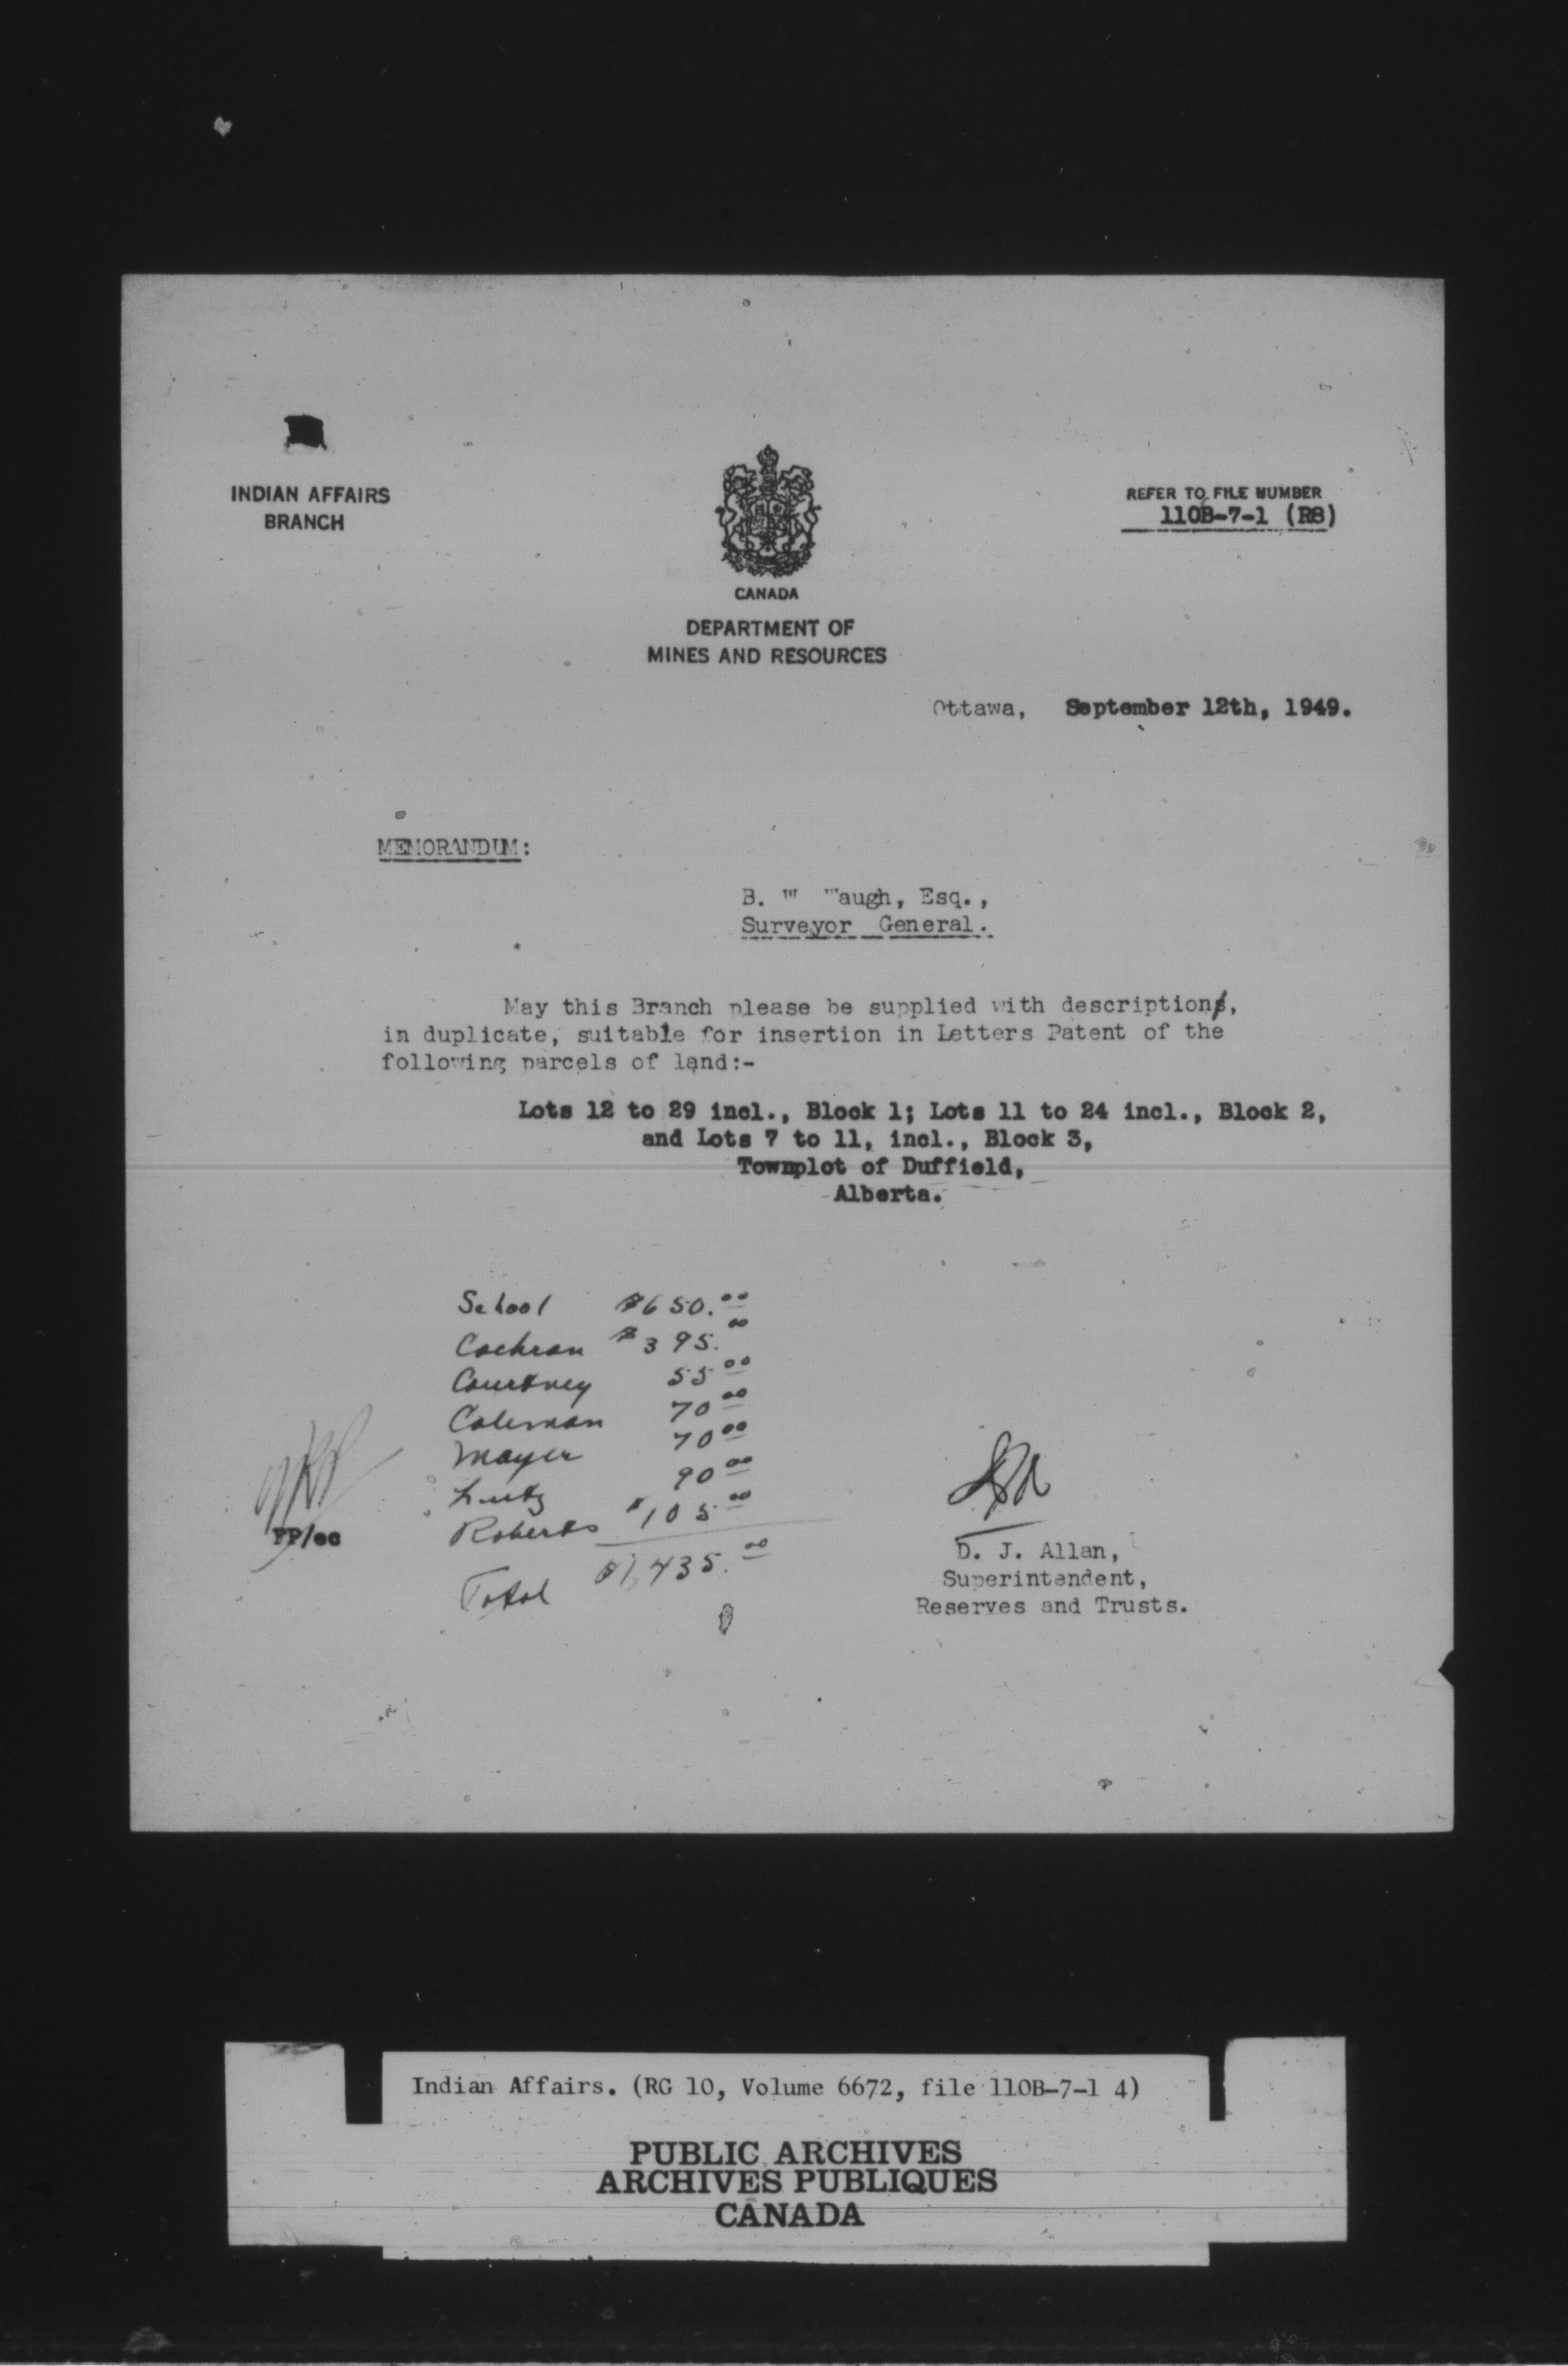 INDIAN AFFAIRS
BRANCH
REFER TO FILE NUMBER
110B-7-1 (R8)
CANADA
DEPARTMENT OF
MINES AND RESOURCES
Ottawa, September 12th, 1949.
MEMORANDUM:
B. W Waugh, Esq.,
Surveyor General.
May this Branch please be supplied with description,
in duplicate, suitable for insertion in Letters Patent of the
following parcels of land:-
Lots 12 to 29 incl., Block 1; Lots 11 to 24 incl., Block 2,
and Lots 7 to 11, incl., Block 3,
Townplot of Duffield,
Alberta.
School $650.00
Cochran $395.00
Courtney 55.00
Coleman 70.00
Mayer 70.00
Lutz 90.00
Roberts $105.00
Total $1,435.00
FP/ec
D. J. Allan,
Superintendent,
Reserves and Trusts.
Indian Affairs. (RG 10, Volume 6672, file 110B-7-1 4)
PUBLIC ARCHIVES
ARCHIVES PUBLIQUES
CANADA